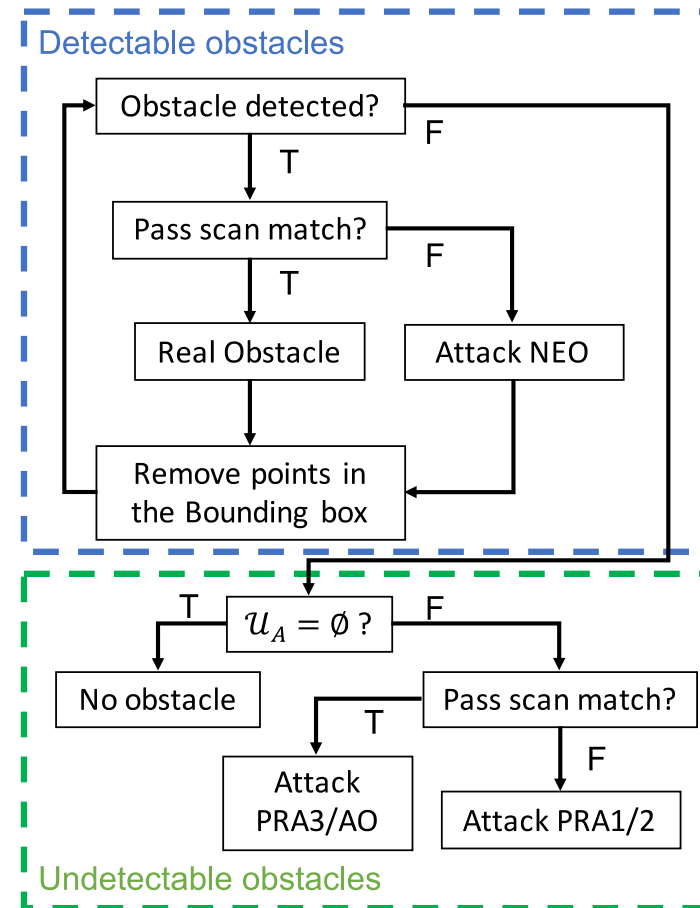 Detectable obstacles
Obstacle detected?
F
T
Pass scan match?
F
T
Real Obstacle
Attack NEO
Remove points in
the Bounding box
T
𝒰_A = ∅ ?
F
No obstacle
Pass scan match?
T
F
Attack
PRA3/AO
Attack PRA1/2
Undetectable obstacles